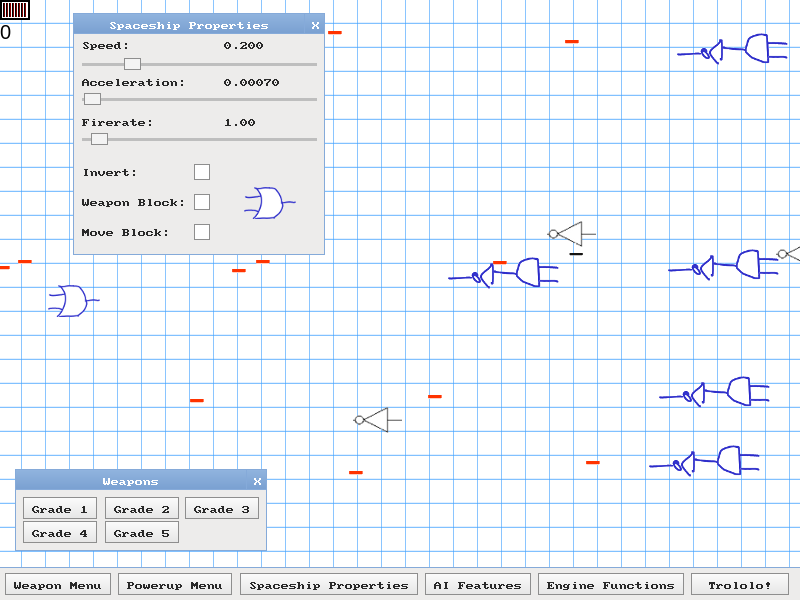 0
Spaceship Properties X
Speed: 0.200
Acceleration: 0.00070
Firerate: 1.00
Invert:
Weapon Block:
Move Block:
Weapons X
Grade 1 Grade 2 Grade 3
Grade 4 Grade 5
Weapon Menu Powerup Menu Spaceship Properties AI Features Engine Functions Trololo!